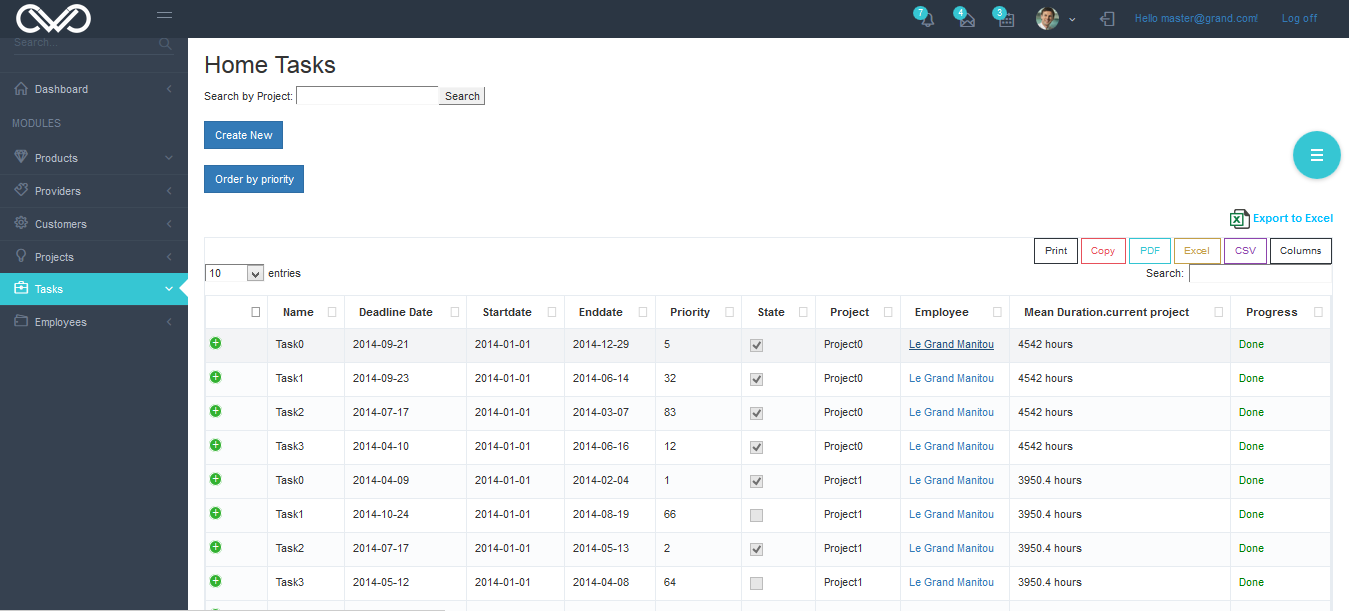 7 4 3 Hello master@grand.com! Log off
Search...
Dashboard
MODULES
Products
Providers
Customers
Projects
Tasks
Employees
Home Tasks
Search by Project: Search
Create New
Order by priority
Export to Excel
Print Copy PDF Excel CSV Columns
10 entries Search:
Name Deadline Date Startdate Enddate Priority State Project Employee Mean Duration.current project Progress
Task0 2014-09-21 2014-01-01 2014-12-29 5 Project0 Le Grand Manitou 4542 hours Done
Task1 2014-09-23 2014-01-01 2014-06-14 32 Project0 Le Grand Manitou 4542 hours Done
Task2 2014-07-17 2014-01-01 2014-03-07 83 Project0 Le Grand Manitou 4542 hours Done
Task3 2014-04-10 2014-01-01 2014-06-16 12 Project0 Le Grand Manitou 4542 hours Done
Task0 2014-04-09 2014-01-01 2014-02-04 1 Project1 Le Grand Manitou 3950.4 hours Done
Task1 2014-10-24 2014-01-01 2014-08-19 66 Project1 Le Grand Manitou 3950.4 hours Done
Task2 2014-07-17 2014-01-01 2014-05-13 2 Project1 Le Grand Manitou 3950.4 hours Done
Task3 2014-05-12 2014-01-01 2014-04-08 64 Project1 Le Grand Manitou 3950.4 hours Done